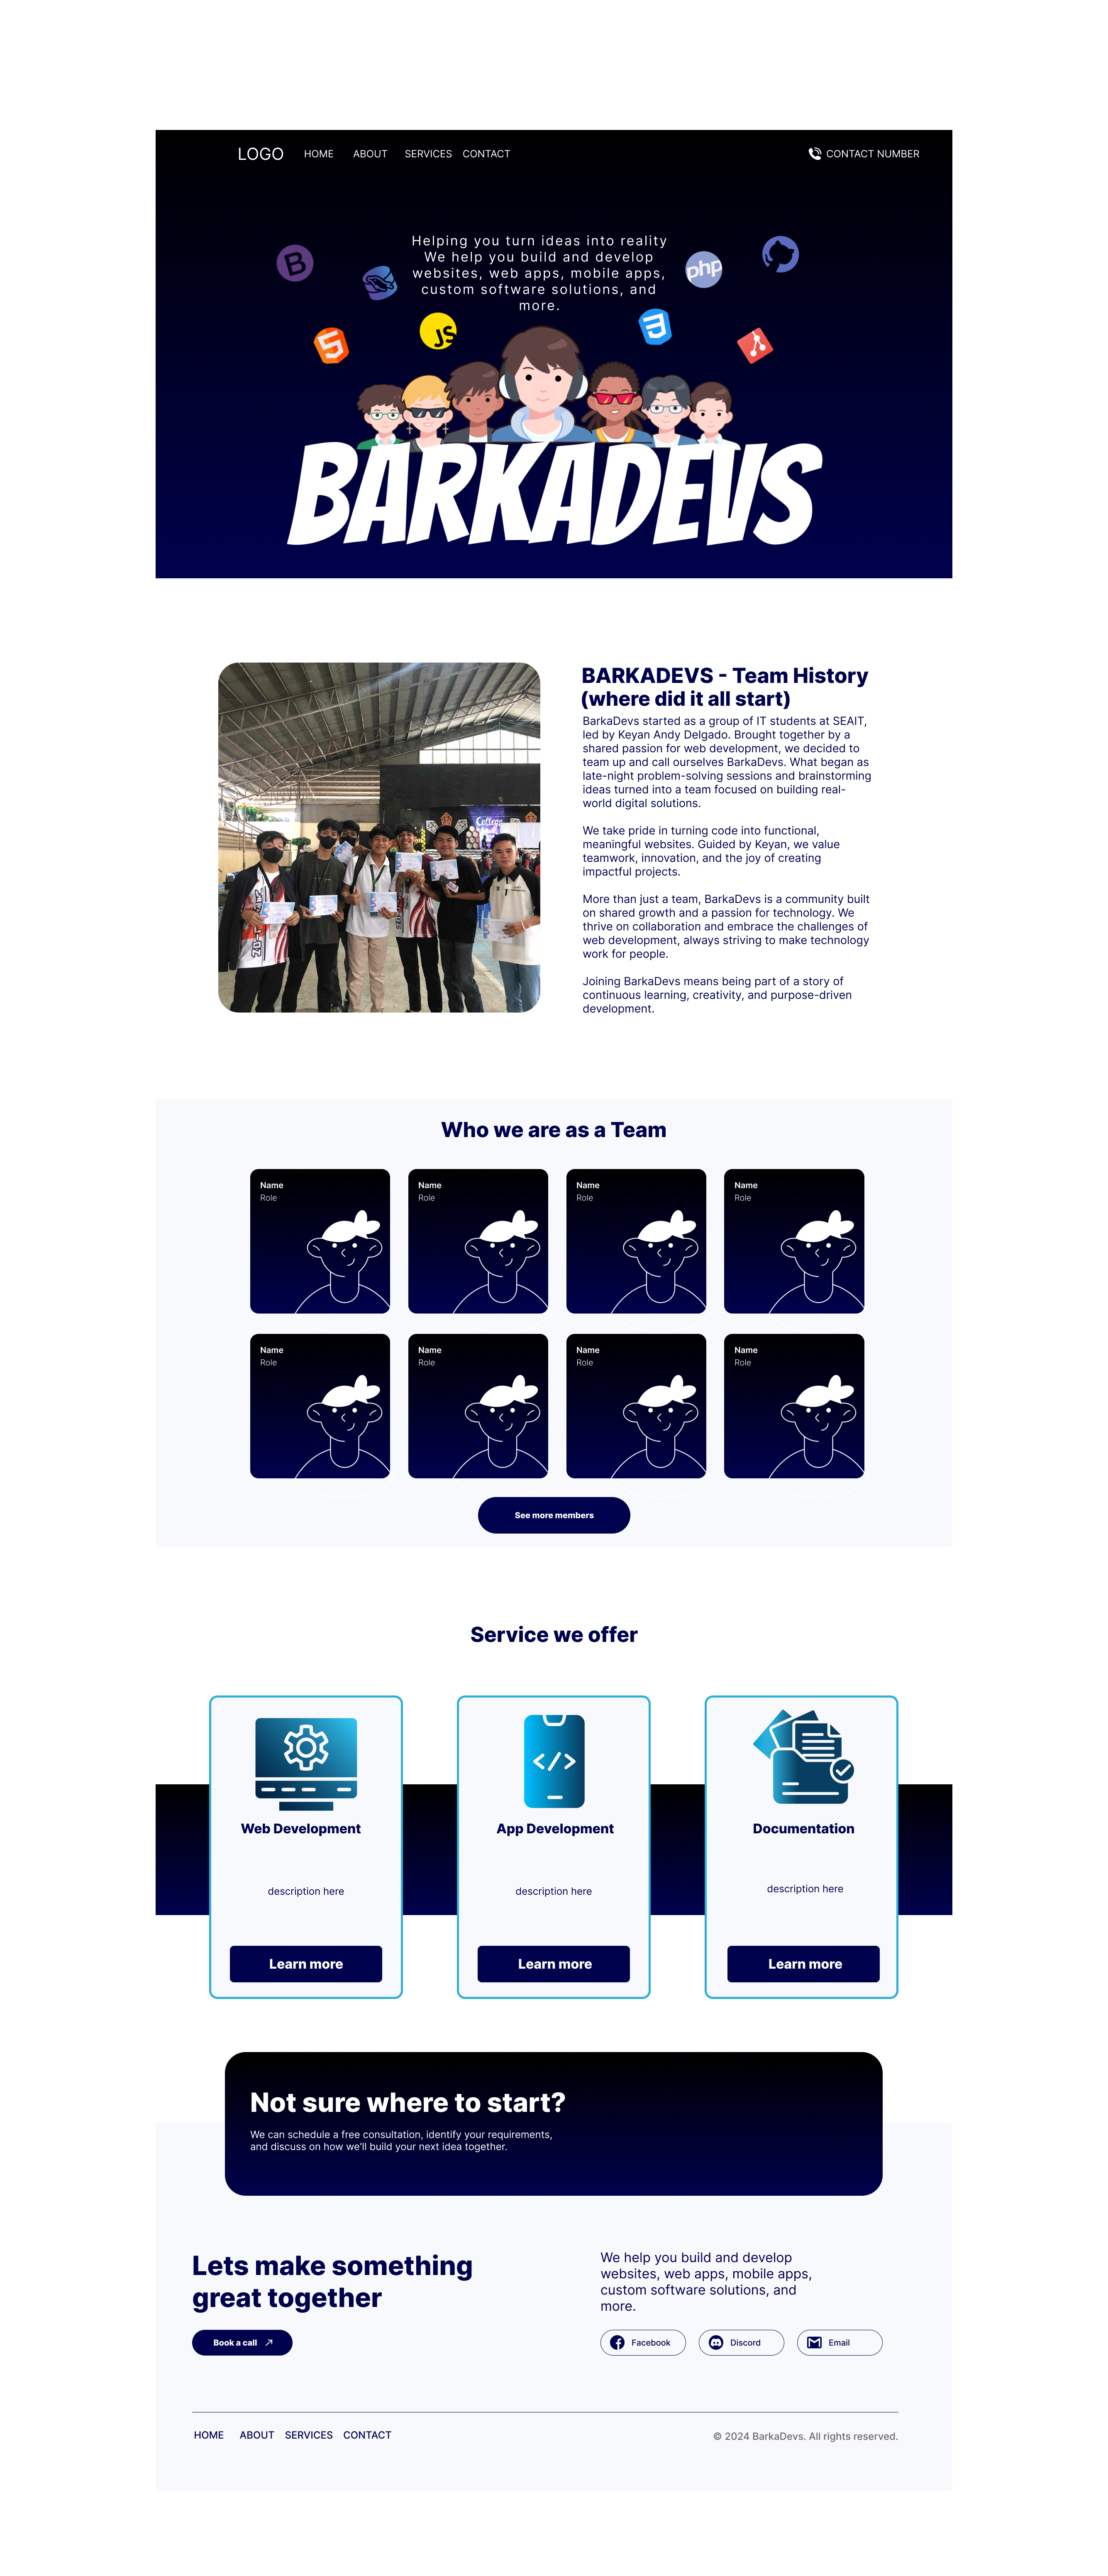 LOGO HOME ABOUT SERVICES CONTACT CONTACT NUMBER
Helping you turn ideas into reality
We help you build and develop
websites, web apps, mobile apps,
custom software solutions, and
more.
B
php
JS
BARKADEVS
BARKADEVS - Team History
(where did it all start)
BarkaDevs started as a group of IT students at SEAIT,
led by Keyan Andy Delgado. Brought together by a
shared passion for web development, we decided to
team up and call ourselves BarkaDevs. What began as
late-night problem-solving sessions and brainstorming
ideas turned into a team focused on building real-
world digital solutions.
We take pride in turning code into functional,
meaningful websites. Guided by Keyan, we value
teamwork, innovation, and the joy of creating
impactful projects.
More than just a team, BarkaDevs is a community built
on shared growth and a passion for technology. We
thrive on collaboration and embrace the challenges of
web development, always striving to make technology
work for people.
Joining BarkaDevs means being part of a story of
continuous learning, creativity, and purpose-driven
development.
Who we are as a Team
Name Name Name Name
Role Role Role Role
Name Name Name Name
Role Role Role Role
See more members
Service we offer
Web Development App Development Documentation
description here description here description here
Learn more Learn more Learn more
Not sure where to start?
We can schedule a free consultation, identify your requirements,
and discuss on how we'll build your next idea together.
Lets make something
great together
Book a call
We help you build and develop
websites, web apps, mobile apps,
custom software solutions, and
more.
Facebook Discord Email
HOME ABOUT SERVICES CONTACT © 2024 BarkaDevs. All rights reserved.